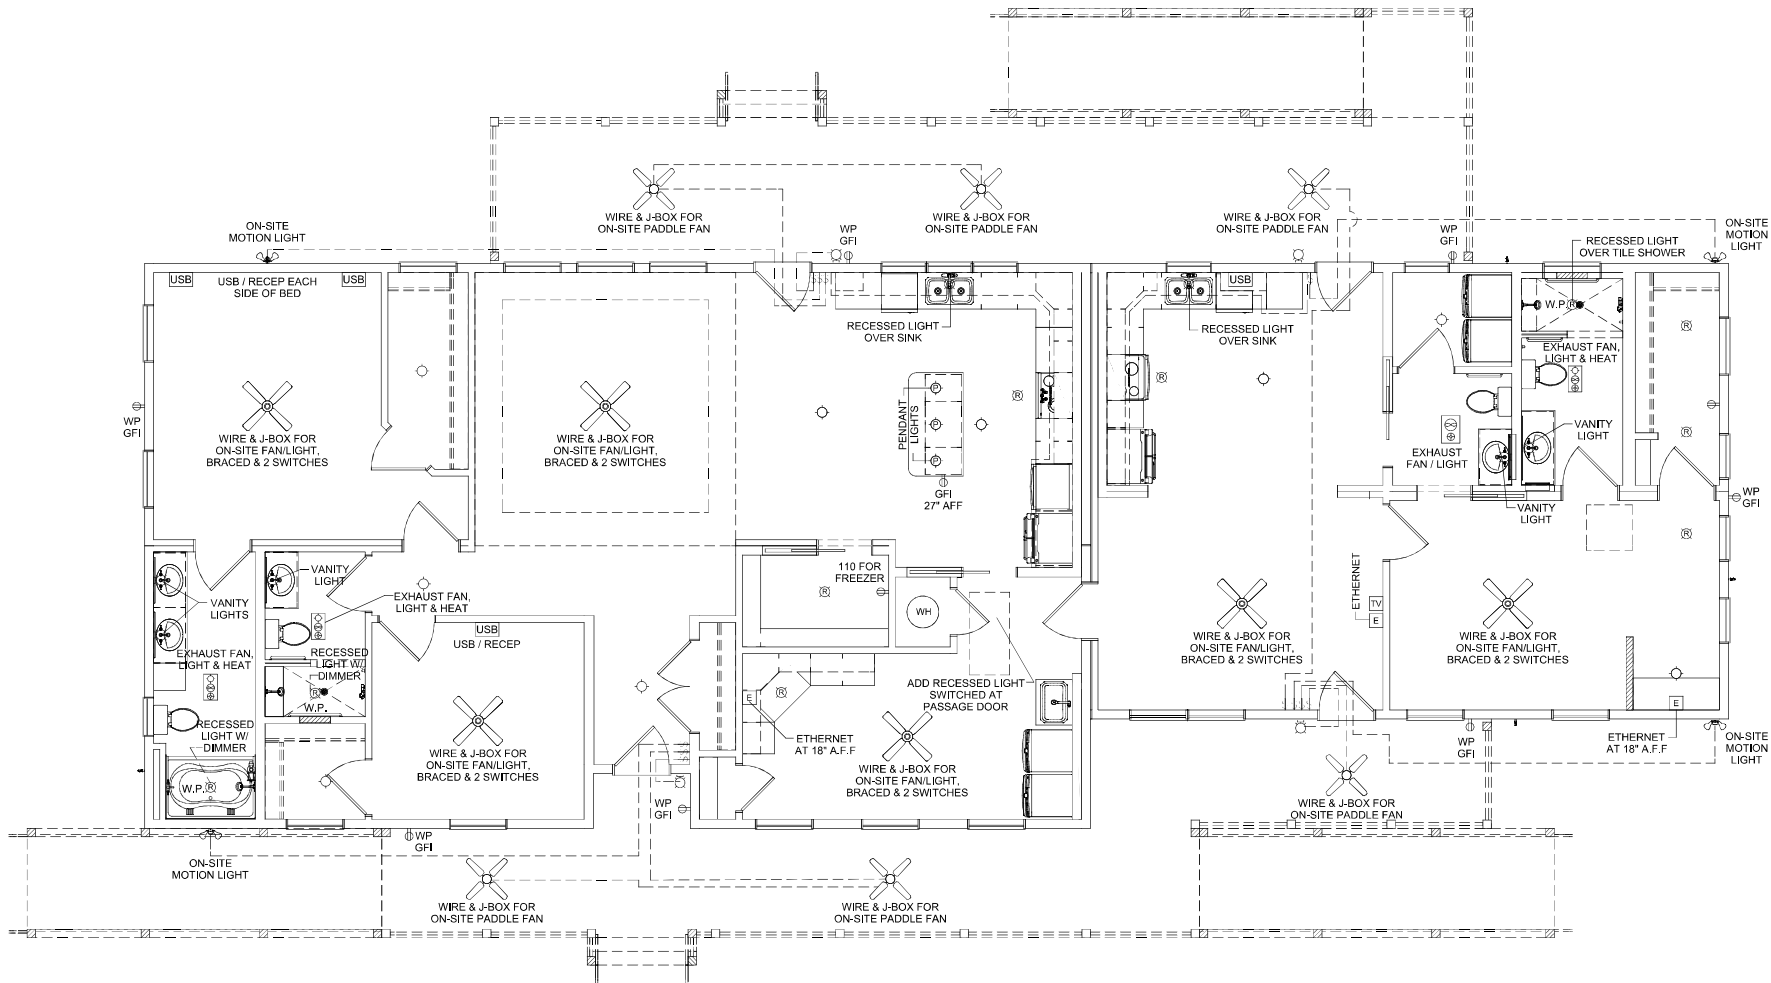 WIRE & J-BOX FOR
ON-SITE PADDLE FAN
WIRE & J-BOX FOR
ON-SITE PADDLE FAN
WIRE & J-BOX FOR
ON-SITE PADDLE FAN
ON-SITE
MOTION LIGHT
WP
GFI
WP
GFI
ON-SITE
MOTION
LIGHT
RECESSED LIGHT
OVER TILE SHOWER
USB
USB / RECEP EACH
SIDE OF BED
USB
USB
W.P.
R
RECESSED LIGHT
OVER SINK
RECESSED LIGHT
OVER SINK
R
EXHAUST FAN,
LIGHT & HEAT
R
R
PENDANT
LIGHTS
P
P
P
WP
GFI
WIRE & J-BOX FOR
ON-SITE FAN/LIGHT,
BRACED & 2 SWITCHES
WIRE & J-BOX FOR
ON-SITE FAN/LIGHT,
BRACED & 2 SWITCHES
VANITY
LIGHT
R
EXHAUST
FAN / LIGHT
GFI
27" AFF
VANITY
LIGHT
WP
GFI
R
VANITY
LIGHT
VANITY
LIGHTS
EXHAUST FAN,
LIGHT & HEAT
110 FOR
FREEZER
R
WH
ETHERNET
TV
E
USB
USB / RECEP
WIRE & J-BOX FOR
ON-SITE FAN/LIGHT,
BRACED & 2 SWITCHES
WIRE & J-BOX FOR
ON-SITE FAN/LIGHT,
BRACED & 2 SWITCHES
EXHAUST FAN,
LIGHT & HEAT
RECESSED
LIGHT W/
DIMMER
R
W.P.
ADD RECESSED LIGHT
SWITCHED AT
PASSAGE DOOR
R
E
E
RECESSED
LIGHT W/
DIMMER
W.P.
R
ETHERNET
AT 18" A.F.F
WIRE & J-BOX FOR
ON-SITE FAN/LIGHT,
BRACED & 2 SWITCHES
WIRE & J-BOX FOR
ON-SITE FAN/LIGHT,
BRACED & 2 SWITCHES
WP
GFI
ETHERNET
AT 18" A.F.F
ON-SITE
MOTION
LIGHT
WP
GFI
WIRE & J-BOX FOR
ON-SITE PADDLE FAN
WP
GFI
ON-SITE
MOTION LIGHT
WIRE & J-BOX FOR
ON-SITE PADDLE FAN
WIRE & J-BOX FOR
ON-SITE PADDLE FAN